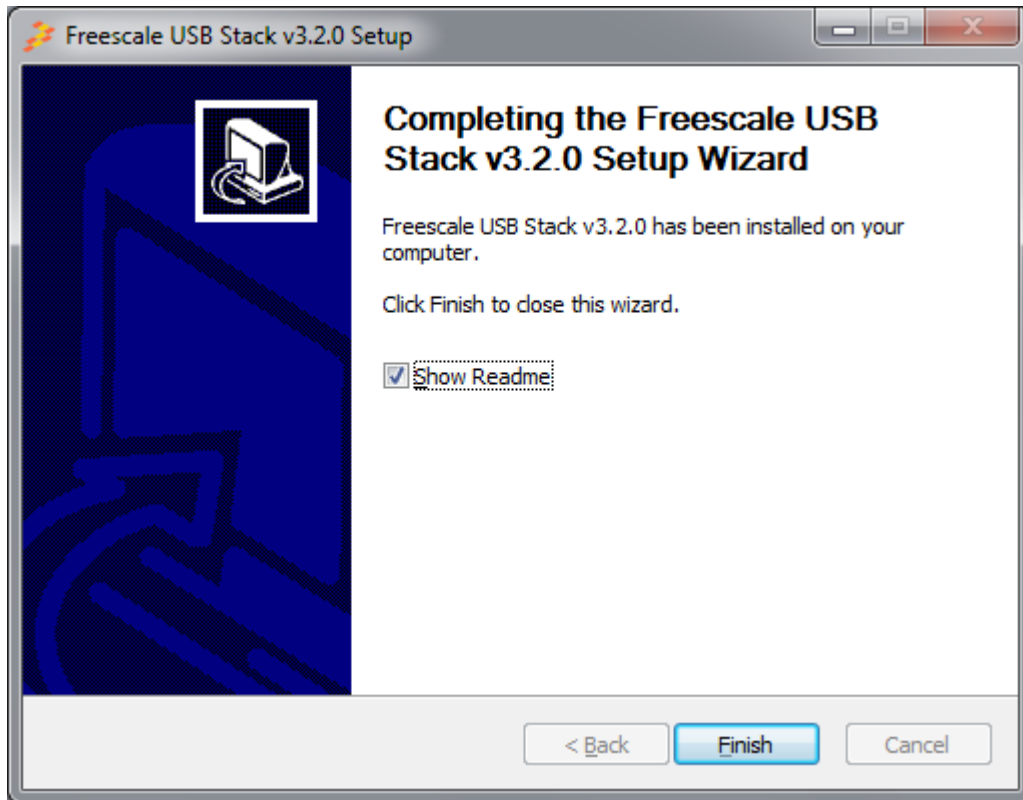 Freescale USB Stack v3.2.0 Setup
Completing the Freescale USB
Stack v3.2.0 Setup Wizard
Freescale USB Stack v3.2.0 has been installed on your
computer.
Click Finish to close this wizard.
Show Readme
< Back
Finish
Cancel